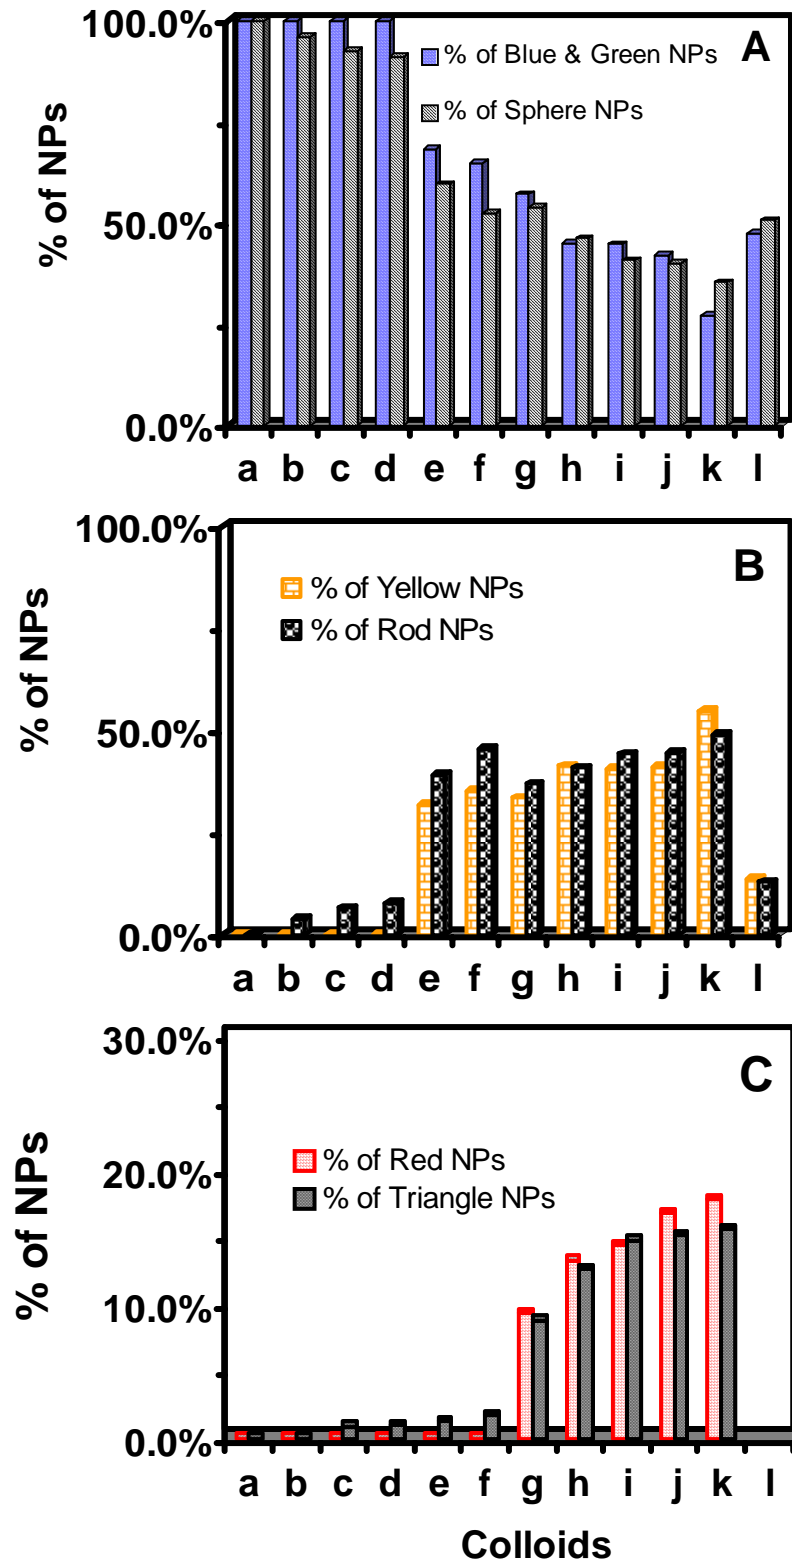 100.0%
A
% of Blue & Green NPs
% of Sphere NPs
% of NPs
50.0%
0.0%
a b c d e f g h i j k l
100.0%
B
% of Yellow NPs
% of Rod NPs
% of NPs
50.0%
0.0%
a b c d e f g h i j k l
30.0%
C
% of Red NPs
% of Triangle NPs
20.0%
% of NPs
10.0%
0.0%
a b c d e f g h i j k l
Colloids